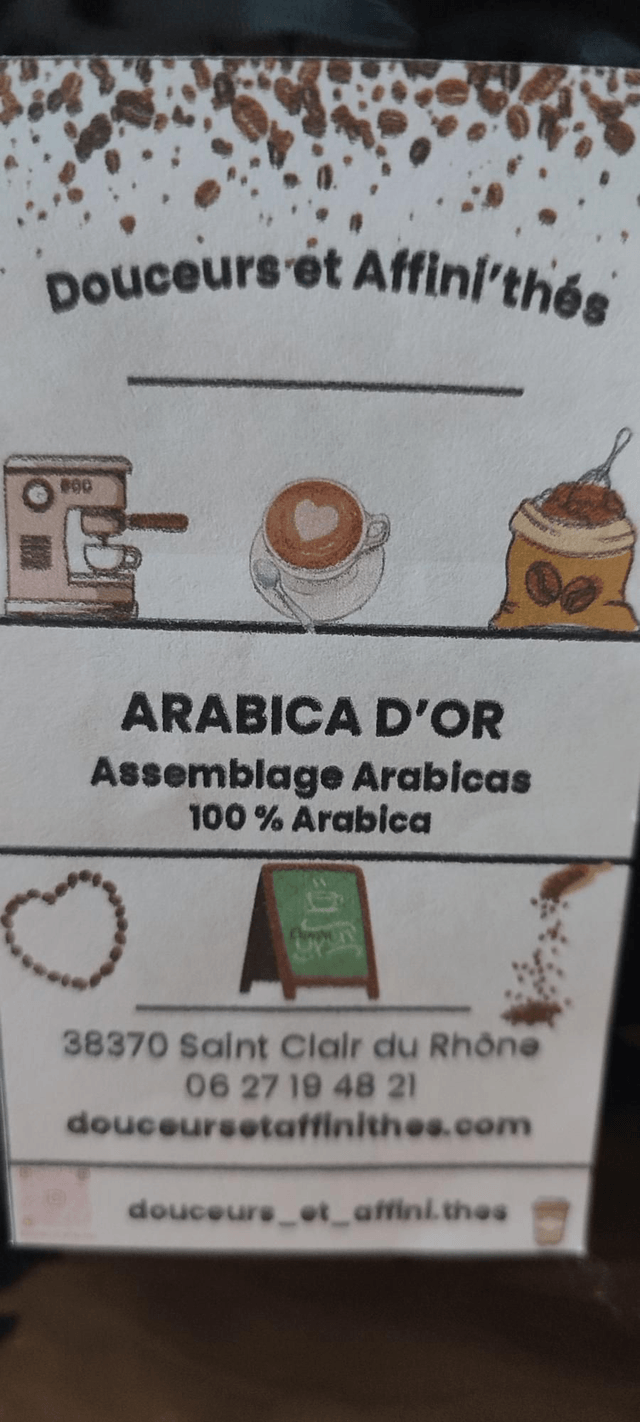 Douceurs et Affini'thés
ARABICA D'OR
Assemblage Arabicas
100 % Arabica
38370 Saint Clair du Rhône
06 27 19 48 21
douceursetaffinithes.com
douceurs_et_affini.thes